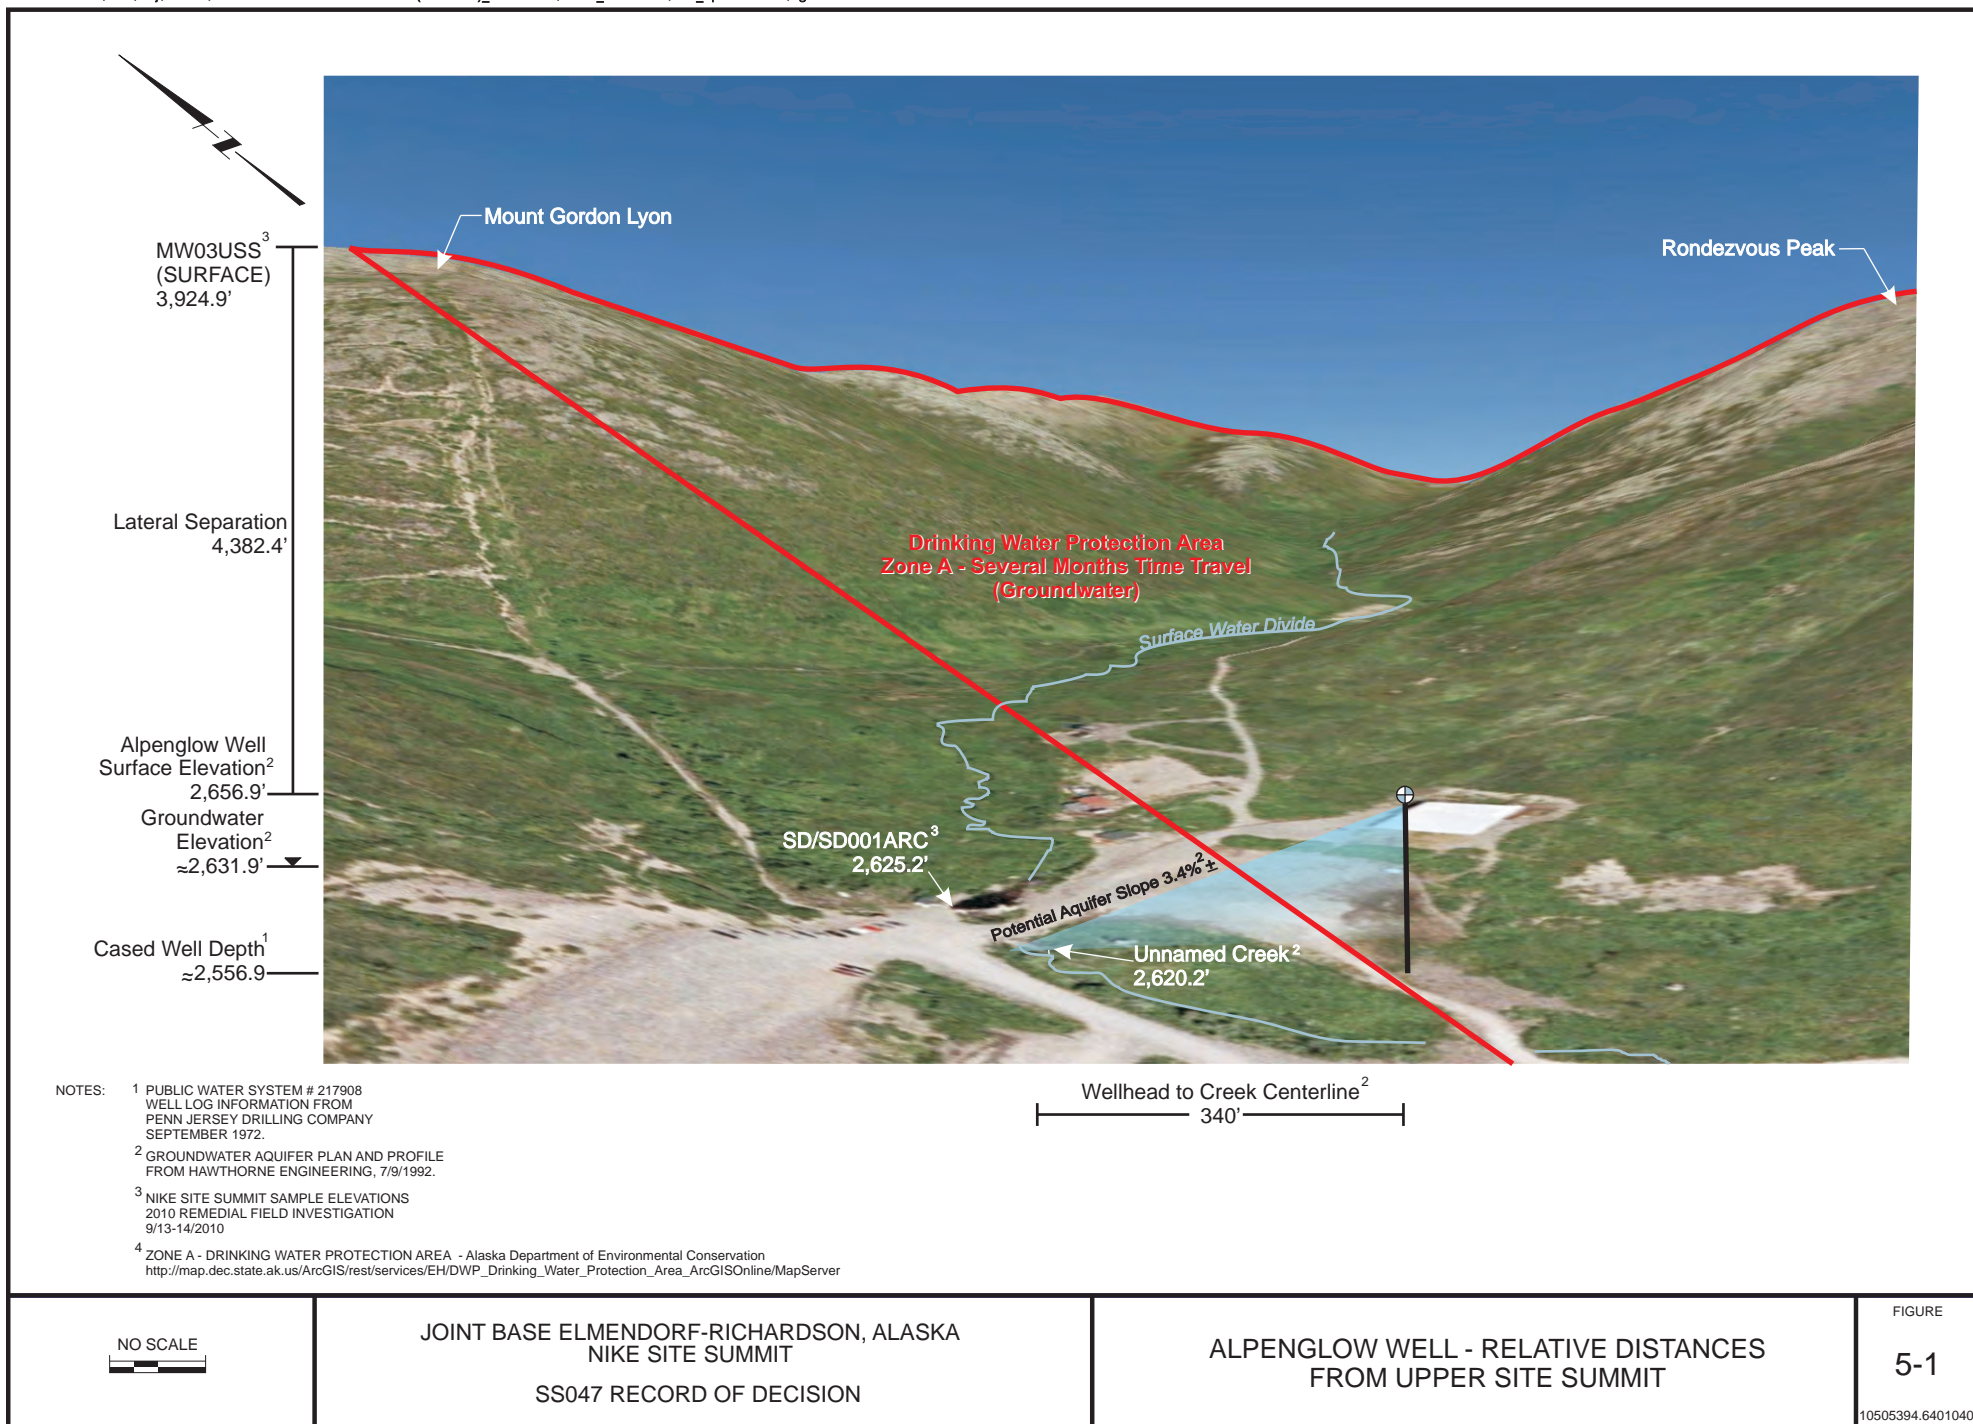 Mount Gordon Lyon
Rondezvous Peak
MW03USS³
(SURFACE)
3,924.9’
Lateral Separation
4,382.4’
Drinking Water Protection Area
Zone A - Several Months Time Travel
(Groundwater)
Surface Water Divide
Alpenglow Well
Surface Elevation²
2,656.9’
Groundwater
Elevation²
≈2,631.9’
SD/SD001ARC³
2,625.2’
Potential Aquifer Slope 3.4%² ±
Unnamed Creek²
2,620.2’
Cased Well Depth¹
≈2,556.9
Wellhead to Creek Centerline²
340’
NOTES:
1 PUBLIC WATER SYSTEM # 217908
WELL LOG INFORMATION FROM
PENN JERSEY DRILLING COMPANY
SEPTEMBER 1972.
2 GROUNDWATER AQUIFER PLAN AND PROFILE
FROM HAWTHORNE ENGINEERING, 7/9/1992.
3 NIKE SITE SUMMIT SAMPLE ELEVATIONS
2010 REMEDIAL FIELD INVESTIGATION
9/13-14/2010
4 ZONE A - DRINKING WATER PROTECTION AREA - Alaska Department of Environmental Conservation
http://map.dec.state.ak.us/ArcGIS/rest/services/EH/DWP_Drinking_Water_Protection_Area_ArcGISOnline/MapServer
NO SCALE
JOINT BASE ELMENDORF-RICHARDSON, ALASKA
NIKE SITE SUMMIT
SS047 RECORD OF DECISION
ALPENGLOW WELL - RELATIVE DISTANCES
FROM UPPER SITE SUMMIT
FIGURE
5-1
10505394.6401040